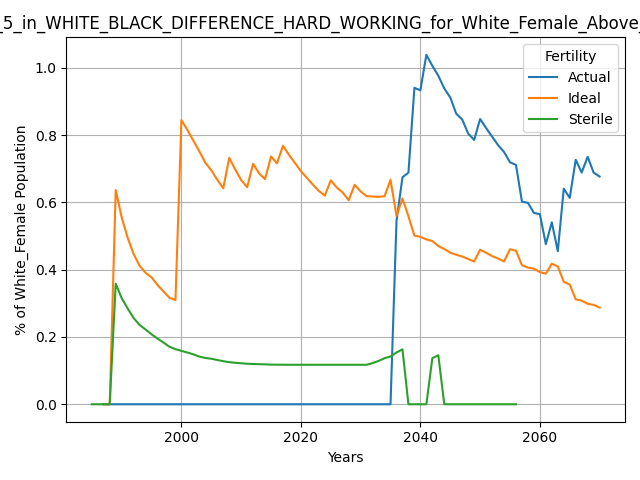 _5_in_WHITE_BLACK_DIFFERENCE_HARD_WORKING_for_White_Female_Above_
Fertility
Actual
Ideal
Sterile
% of White_Female Population
1.0
0.8
0.6
0.4
0.2
0.0
2000 2020 2040 2060
Years